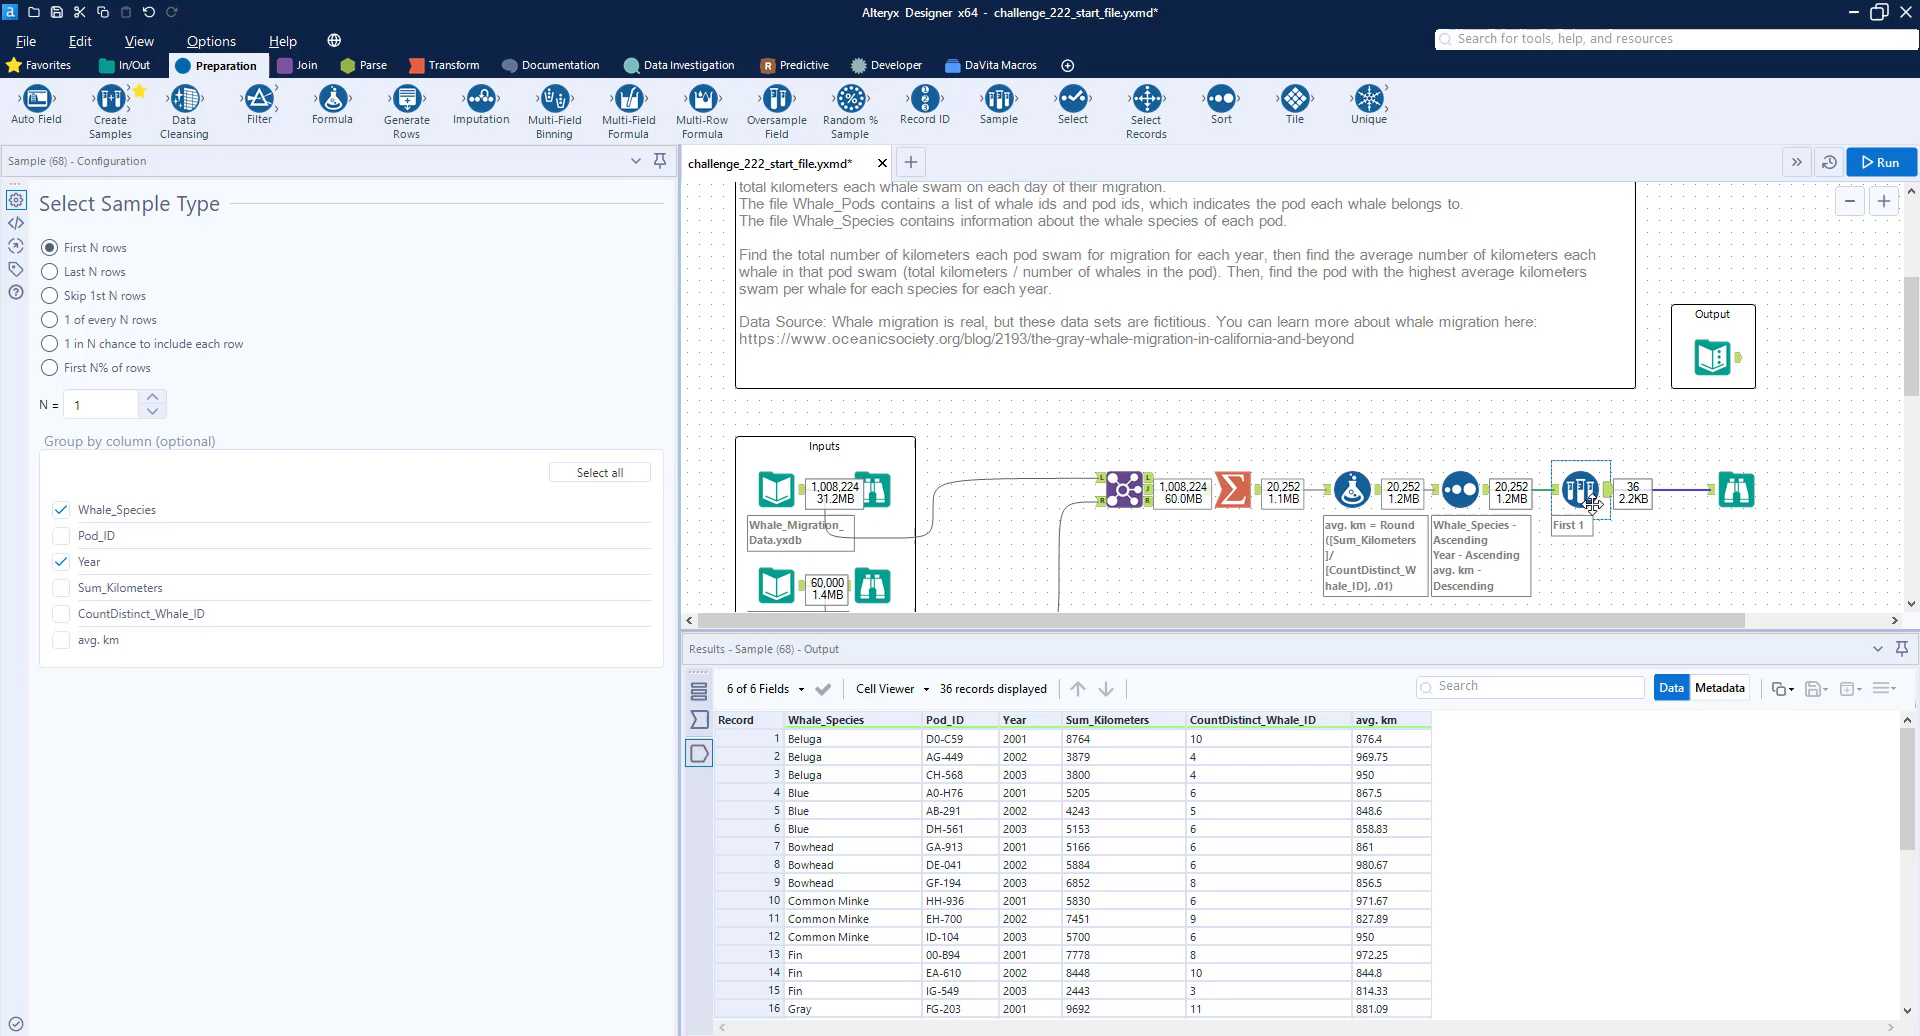 Alteryx Designer x64 - challenge_222_start_file.yxmd*
File Edit View Options Help
Search for tools, help, and resources
Favorites In/Out Preparation Join Parse Transform Documentation Data Investigation Predictive Developer DaVita Macros
Auto Field
Create Samples
Data Cleansing
Filter
Formula
Generate Rows
Imputation
Multi-Field Binning
Multi-Field Formula
Multi-Row Formula
Oversample Field
Random % Sample
Record ID
Sample
Select
Select Records
Sort
Tile
Unique
Sample (68) - Configuration
Select Sample Type
First N rows
Last N rows
Skip 1st N rows
1 of every N rows
1 in N chance to include each row
First N% of rows
N = 1
Group by column (optional)
Select all
Whale_Species
Pod_ID
Year
Sum_Kilometers
CountDistinct_Whale_ID
avg. km
challenge_222_start_file.yxmd*
Run
total kilometers each whale swam on each day of their migration.
The file Whale_Pods contains a list of whale ids and pod ids, which indicates the pod each whale belongs to.
The file Whale_Species contains information about the whale species of each pod.
Find the total number of kilometers each pod swam for migration for each year, then find the average number of kilometers each
whale in that pod swam (total kilometers / number of whales in the pod). Then, find the pod with the highest average kilometers
swam per whale for each species for each year.
Data Source: Whale migration is real, but these data sets are fictitious. You can learn more about whale migration here:
https://www.oceanicsociety.org/blog/2193/the-gray-whale-migration-in-california-and-beyond
Output
Inputs
1,008,224
31.2MB
Whale_Migration_
Data.yxdb
60,000
1.4MB
1,008,224
60.0MB
20,252
1.1MB
20,252
1.2MB
20,252
1.2MB
36
2.2KB
avg. km = Round
([Sum_Kilometers
]/
[CountDistinct_W
hale_ID], .01)
Whale_Species -
Ascending
Year - Ascending
avg. km -
Descending
First 1
Results - Sample (68) - Output
6 of 6 Fields Cell Viewer 36 records displayed Search Data Metadata
Record Whale_Species Pod_ID Year Sum_Kilometers CountDistinct_Whale_ID avg. km
1 Beluga D0-C59 2001 8764 10 876.4
2 Beluga AG-449 2002 3879 4 969.75
3 Beluga CH-568 2003 3800 4 950
4 Blue A0-H76 2001 5205 6 867.5
5 Blue AB-291 2002 4243 5 848.6
6 Blue DH-561 2003 5153 6 858.83
7 Bowhead GA-913 2001 5166 6 861
8 Bowhead DE-041 2002 5884 6 980.67
9 Bowhead GF-194 2003 6852 8 856.5
10 Common Minke HH-936 2001 5830 6 971.67
11 Common Minke EH-700 2002 7451 9 827.89
12 Common Minke ID-104 2003 5700 6 950
13 Fin 00-B94 2001 7778 8 972.25
14 Fin EA-610 2002 8448 10 844.8
15 Fin IG-549 2003 2443 3 814.33
16 Gray FG-203 2001 9692 11 881.09